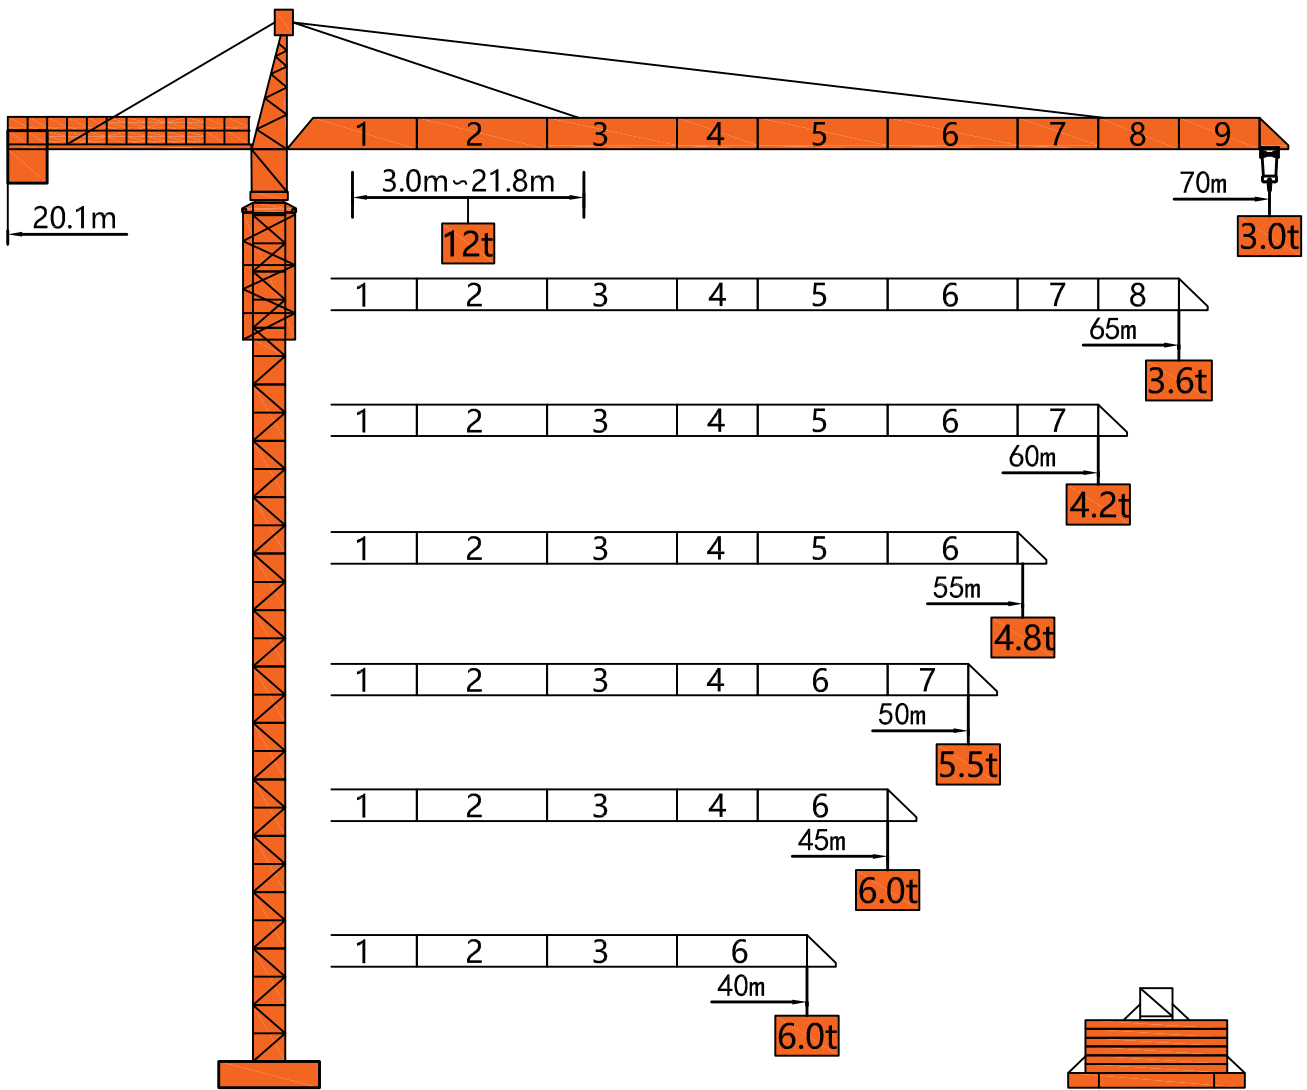 1 2 3 4 5 6 7 8 9
3.0m~21.8m
70m
20.1m
12t
3.0t
1 2 3 4 5 6 7 8
65m
3.6t
1 2 3 4 5 6 7
60m
4.2t
1 2 3 4 5 6
55m
4.8t
1 2 3 4 6 7
50m
5.5t
1 2 3 4 6
45m
6.0t
1 2 3 6
40m
6.0t